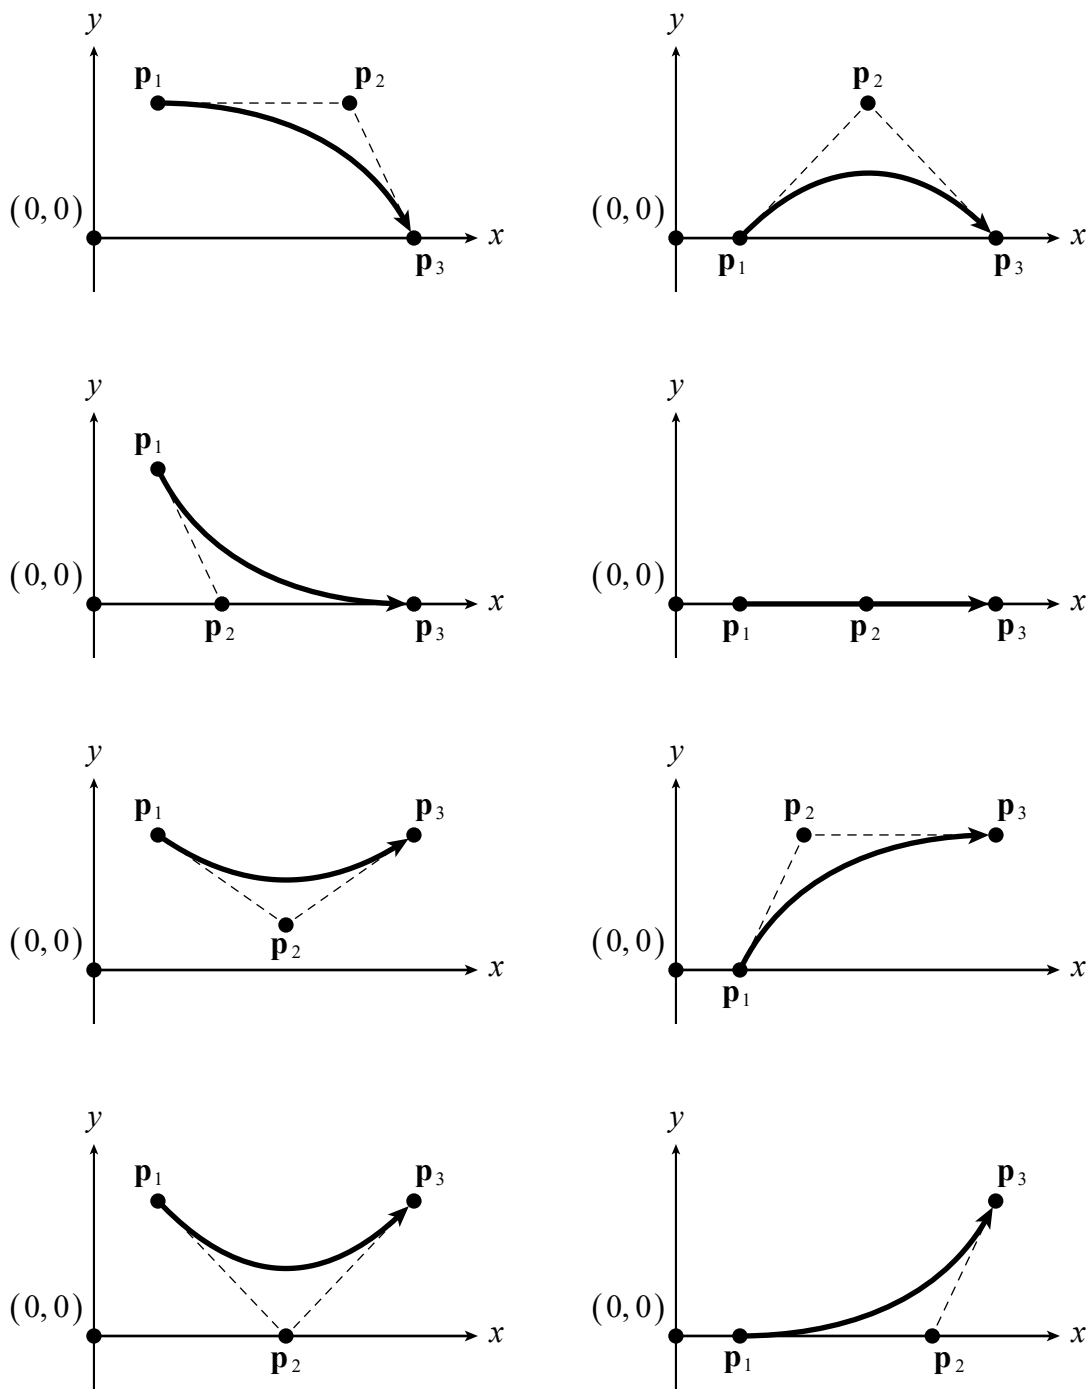 y y
p1 p2 p2
(0,0) (0,0)
x x
p3 p1 p3
y y
p1
(0,0) (0,0)
x x
p2 p3 p1 p2 p3
y y
p1 p3 p2 p3
(0,0) (0,0)
p2 x x
p1
y y
p1 p3 p3
(0,0) (0,0)
x x
p2 p1 p2